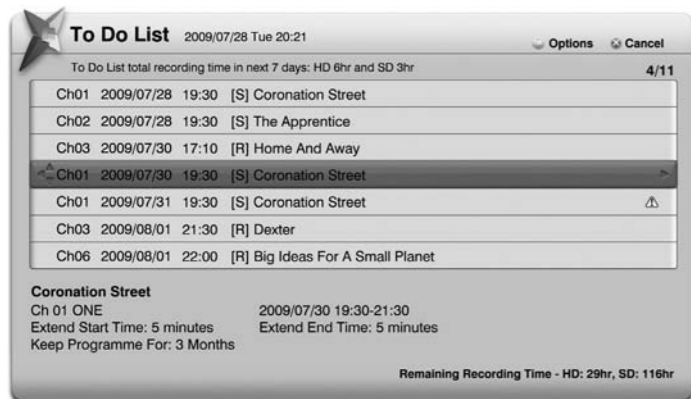 To Do List 2009/07/28 Tue 20:21
Options Cancel
To Do List total recording time in next 7 days: HD 6hr and SD 3hr 4/11
Ch01 2009/07/28 19:30 [S] Coronation Street
Ch02 2009/07/28 19:30 [S] The Apprentice
Ch03 2009/07/30 17:10 [R] Home And Away
Ch01 2009/07/30 19:30 [S] Coronation Street
Ch01 2009/07/31 19:30 [S] Coronation Street
Ch03 2009/08/01 21:30 [R] Dexter
Ch06 2009/08/01 22:00 [R] Big Ideas For A Small Planet
Coronation Street
Ch 01 ONE 2009/07/30 19:30-21:30
Extend Start Time: 5 minutes Extend End Time: 5 minutes
Keep Programme For: 3 Months
Remaining Recording Time - HD: 29hr, SD: 116hr